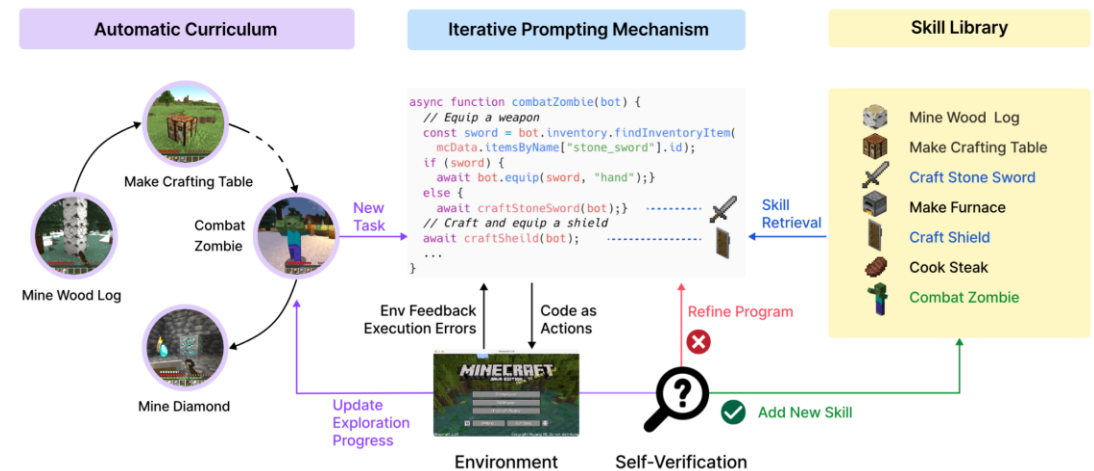 Automatic Curriculum
Iterative Prompting Mechanism
Skill Library
Make Crafting Table
Combat
Zombie
Mine Wood Log
Mine Diamond
New
Task
async function combatZombie(bot) {
// Equip a weapon
const sword = bot.inventory.findInventoryItem(
mcData.itemsByName["stone_sword"].id);
if (sword) {
await bot.equip(sword, "hand");}
else {
await craftStoneSword(bot);}
// Craft and equip a shield
await craftSheild(bot);
...
}
Skill
Retrieval
Mine Wood Log
Make Crafting Table
Craft Stone Sword
Make Furnace
Craft Shield
Cook Steak
Combat Zombie
Env Feedback
Execution Errors
Code as
Actions
Refine Program
Update
Exploration
Progress
MINECRAFT
JAVA EDITION
Add New Skill
Environment
Self-Verification